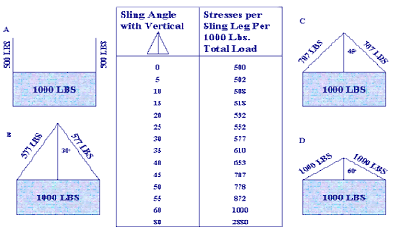 A
500 LBS
500 LBS
1000 LBS
B
577 LBS
577 LBS
30°
1000 LBS
Sling Angle
with Vertical
Stresses per
Sling Leg Per
1000 Lbs.
Total Load
0 500
5 502
10 508
15 518
20 532
25 552
30 577
35 610
40 653
45 707
50 778
55 872
60 1000
80 2880
C
707 LBS
707 LBS
45°
1000 LBS
D
1000 LBS
1000 LBS
60°
1000 LBS